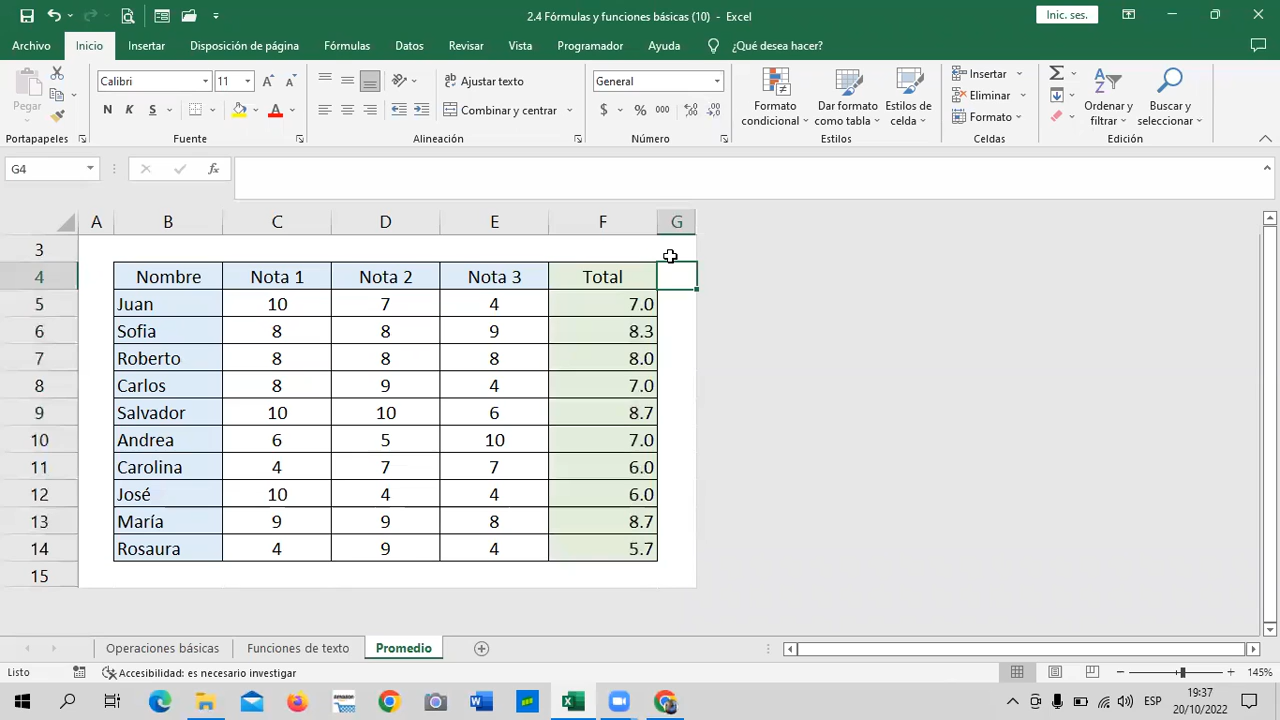 2.4 Fórmulas y funciones básicas (10) - Excel
Inic. ses.
Archivo Inicio Insertar Disposición de página Fórmulas Datos Revisar Vista Programador Ayuda ¿Qué desea hacer?
Pegar
Calibri 11
N K S
Ajustar texto
Combinar y centrar
General
$ % 000
Formato condicional
Dar formato como tabla
Estilos de celda
Insertar
Eliminar
Formato
Ordenar y filtrar
Buscar y seleccionar
Portapapeles Fuente Alineación Número Estilos Celdas Edición
G4
fx
A B C D E F G
3
4 Nombre Nota 1 Nota 2 Nota 3 Total
5 Juan 10 7 4 7.0
6 Sofia 8 8 9 8.3
7 Roberto 8 8 8 8.0
8 Carlos 8 9 4 7.0
9 Salvador 10 10 6 8.7
10 Andrea 6 5 10 7.0
11 Carolina 4 7 7 6.0
12 José 10 4 4 6.0
13 María 9 9 8 8.7
14 Rosaura 4 9 4 5.7
15
Operaciones básicas Funciones de texto Promedio
Listo Accesibilidad: es necesario investigar 145%
ESP 19:37
20/10/2022